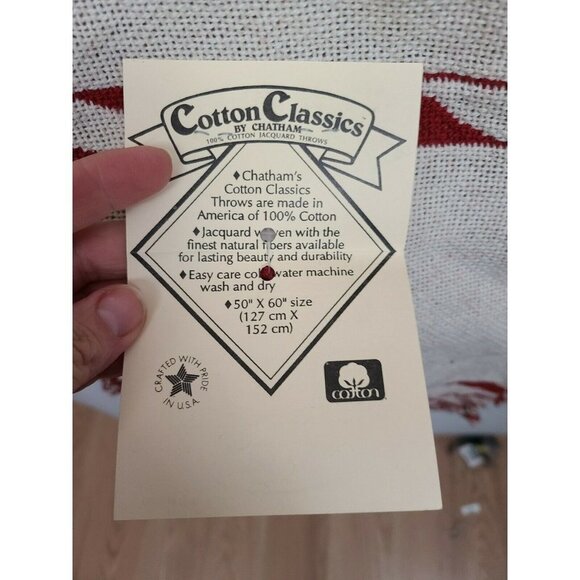 Cotton Classics
BY CHATHAM
100% COTTON JACQUARD THROWS
♦Chatham's
Cotton Classics
Throws are made in
America of 100% Cotton
♦Jacquard woven with the
finest natural fibers available
for lasting beauty and durability
♦Easy care cold water machine
wash and dry
♦50" X 60" size
(127 cm X
152 cm)
CRAFTED WITH PRIDE
IN U.S.A.
cotton